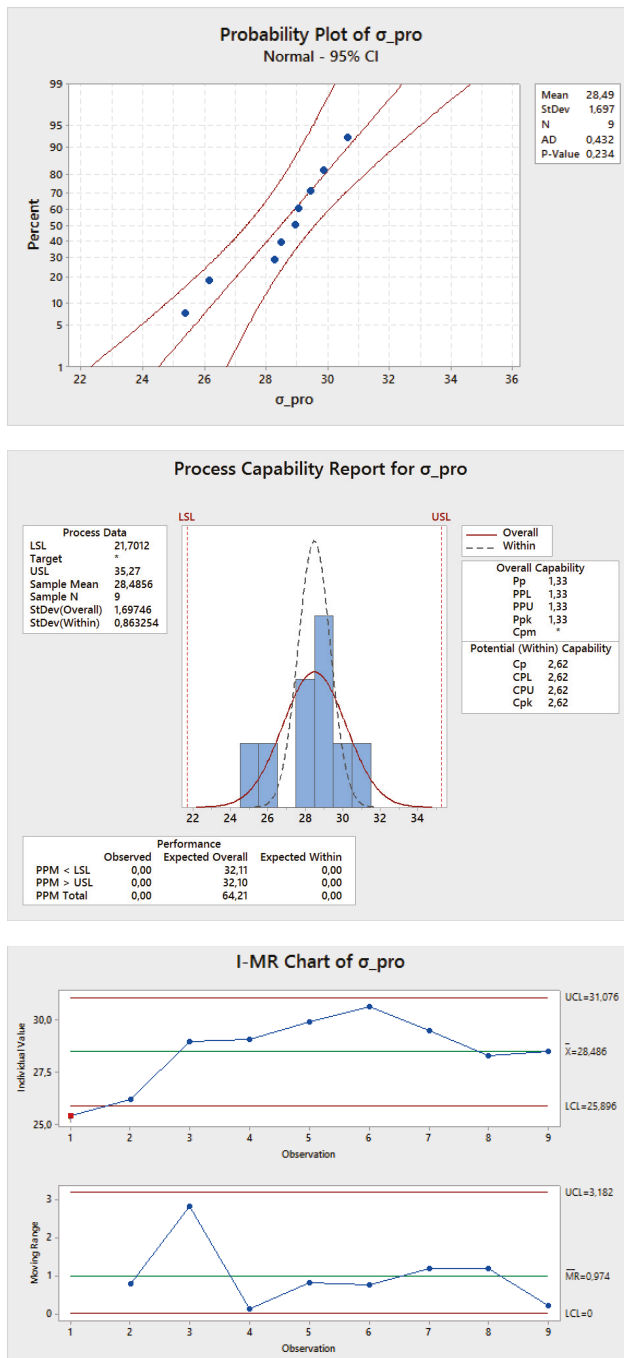 Probability Plot of σ_pro
Normal - 95% CI
99
95
90
80
70
60
50
40
30
20
10
5
1
Percent
22 24 26 28 30 32 34 36
σ_pro
Mean 28,49
StDev 1,697
N 9
AD 0,432
P-Value 0,234
Process Capability Report for σ_pro
LSL USL
Process Data
LSL 21,7012
Target *
USL 35,27
Sample Mean 28,4856
Sample N 9
StDev(Overall) 1,69746
StDev(Within) 0,863254
Overall
Within
Overall Capability
Pp 1,33
PPL 1,33
PPU 1,33
Ppk 1,33
Cpm *
Potential (Within) Capability
Cp 2,62
CPL 2,62
CPU 2,62
Cpk 2,62
22 24 26 28 30 32 34
Performance
Observed Expected Overall Expected Within
PPM < LSL 0,00 32,11 0,00
PPM > USL 0,00 32,10 0,00
PPM Total 0,00 64,21 0,00
I-MR Chart of σ_pro
Individual Value
30,0
27,5
25,0
UCL=31,076
X̄=28,486
LCL=25,896
1 2 3 4 5 6 7 8 9
Observation
Moving Range
3
2
1
0
UCL=3,182
M̅R̅=0,974
LCL=0
1 2 3 4 5 6 7 8 9
Observation